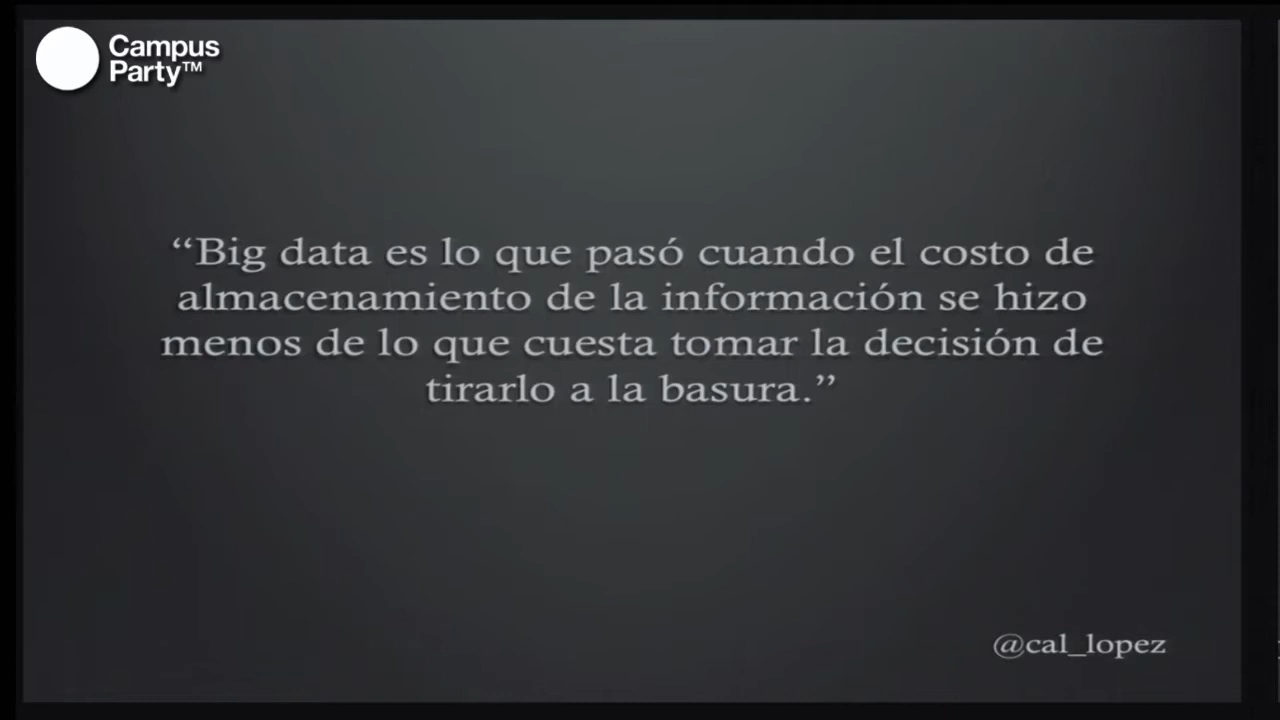 Campus
Party™
“Big data es lo que pasó cuando el costo de
almacenamiento de la información se hizo
menos de lo que cuesta tomar la decisión de
tirarlo a la basura.”
@cal_lopez